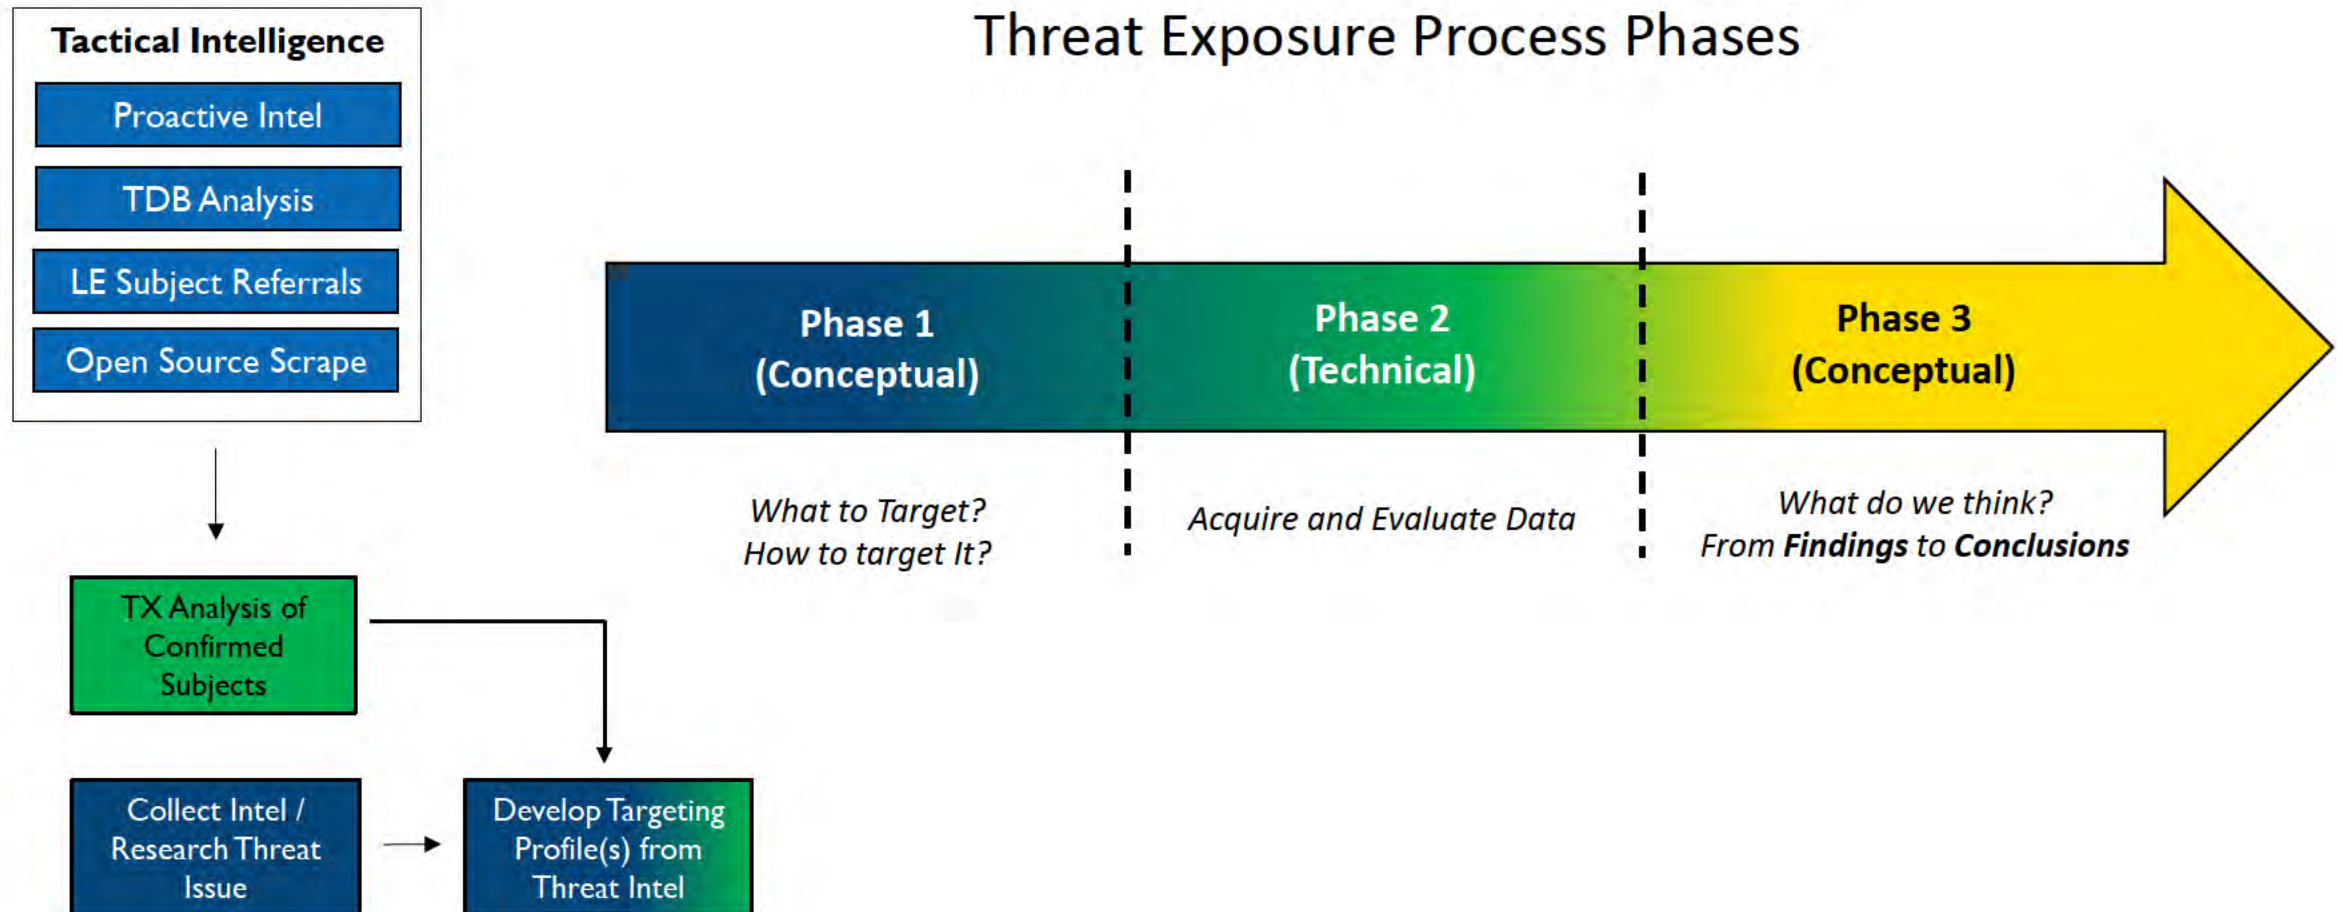 Threat Exposure Process Phases
Tactical Intelligence
Proactive Intel
TDB Analysis
LE Subject Referrals
Open Source Scrape
Phase 1
(Conceptual)
Phase 2
(Technical)
Phase 3
(Conceptual)
What to Target?
How to target It?
Acquire and Evaluate Data
What do we think?
From Findings to Conclusions
TX Analysis of
Confirmed
Subjects
Collect Intel /
Research Threat
Issue
Develop Targeting
Profile(s) from
Threat Intel